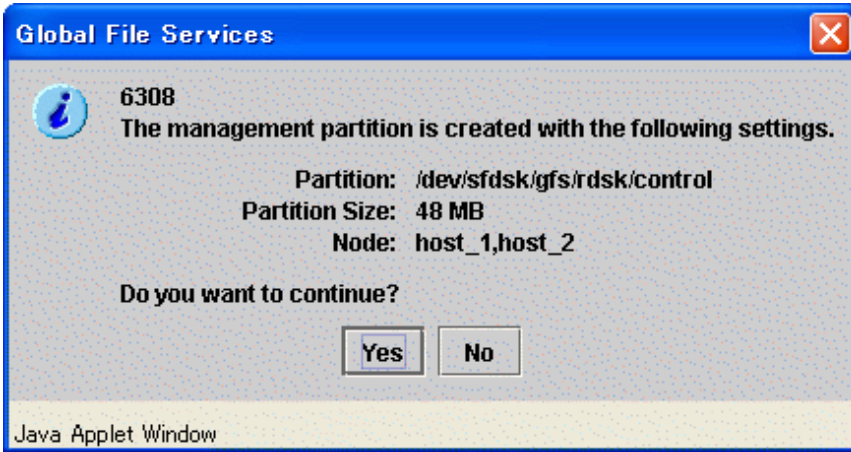 Global File Services
6308
The management partition is created with the following settings.
Partition: /dev/sfdsk/gfs/rdsk/control
Partition Size: 48 MB
Node: host_1,host_2
Do you want to continue?
Yes No
Java Applet Window